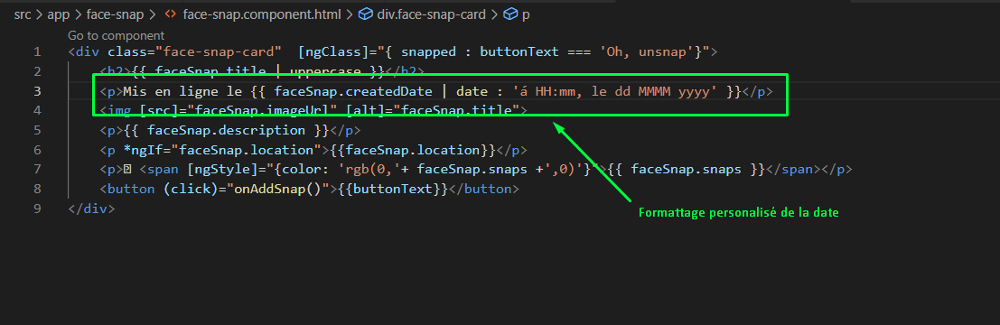 src > app > face-snap > <> face-snap.component.html > div.face-snap-card > p
Go to component
1 <div class="face-snap-card"  [ngClass]="{ snapped : buttonText === 'Oh, unsnap'}">
2 <h2>{{ faceSnap.title | uppercase }}</h2>
3 <p>Mis en ligne le {{ faceSnap.createdDate | date : 'á HH:mm, le dd MMMM yyyy' }}</p>
4 <img [src]="faceSnap.imageUrl" [alt]="faceSnap.title">
5 <p>{{ faceSnap.description }}</p>
6 <p *ngIf="faceSnap.location">{{faceSnap.location}}</p>
7 <p> <span [ngStyle]="{color: 'rgb(0,'+ faceSnap.snaps +',0)'}">{{ faceSnap.snaps }}</span></p>
8 <button (click)="onAddSnap()">{{buttonText}}</button>
9 </div>
Formattage personalisé de la date